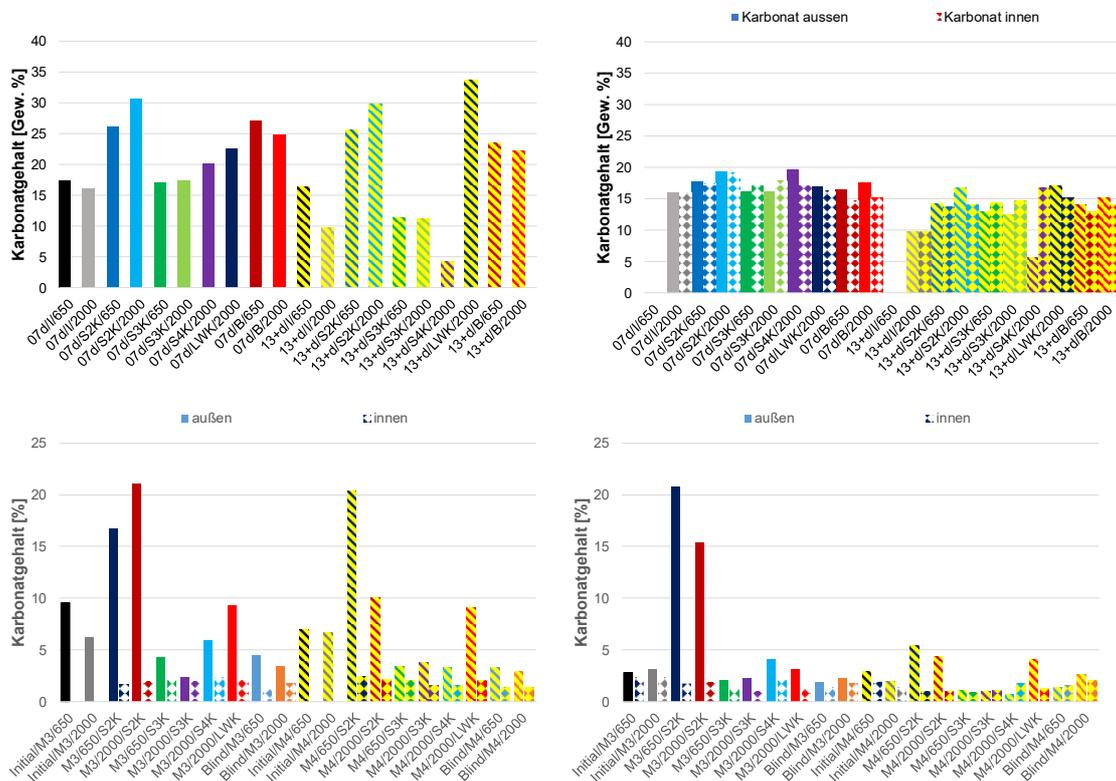 40
35
30
25
20
15
10
5
0
Karbonatgehalt [Gew. %]
07d/I/650
07d/I/2000
07d/S2K/650
07d/S2K/2000
07d/S3K/650
07d/S3K/2000
07d/S4K/2000
07d/LWK/2000
07d/B/650
07d/B/2000
13+d/I/650
13+d/I/2000
13+d/S2K/650
13+d/S2K/2000
13+d/S3K/650
13+d/S3K/2000
13+d/S4K/2000
13+d/LWK/2000
13+d/B/650
13+d/B/2000
Karbonat aussen
Karbonat innen
40
35
30
25
20
15
10
5
0
Karbonatgehalt [Gew. %]
07d/I/650
07d/I/2000
07d/S2K/650
07d/S2K/2000
07d/S3K/650
07d/S3K/2000
07d/S4K/2000
07d/LWK/2000
07d/B/650
07d/B/2000
13+d/I/650
13+d/I/2000
13+d/S2K/650
13+d/S2K/2000
13+d/S3K/650
13+d/S3K/2000
13+d/S4K/2000
13+d/LWK/2000
13+d/B/650
13+d/B/2000
außen
innen
25
20
15
10
5
0
Karbonatgehalt [%]
Initial/M3/650
Initial/M3/2000
M3/650/S2K
M3/2000/S2K
M3/650/S3K
M3/2000/S3K
M3/2000/S4K
M3/2000/LWK
Blind/M3/650
Blind/M3/2000
Initial/M4/650
Initial/M4/2000
M4/650/S2K
M4/2000/S2K
M4/650/S3K
M4/2000/S3K
M4/2000/S4K
M4/2000/LWK
Blind/M4/650
Blind/M4/2000
außen
innen
25
20
15
10
5
0
Karbonatgehalt [%]
Initial/M3/650
Initial/M3/2000
M3/650/S2K
M3/2000/S2K
M3/650/S3K
M3/2000/S3K
M3/2000/S4K
M3/2000/LWK
Blind/M3/650
Blind/M3/2000
Initial/M4/650
Initial/M4/2000
M4/650/S2K
M4/2000/S2K
M4/650/S3K
M4/2000/S3K
M4/2000/S4K
M4/2000/LWK
Blind/M4/650
Blind/M4/2000